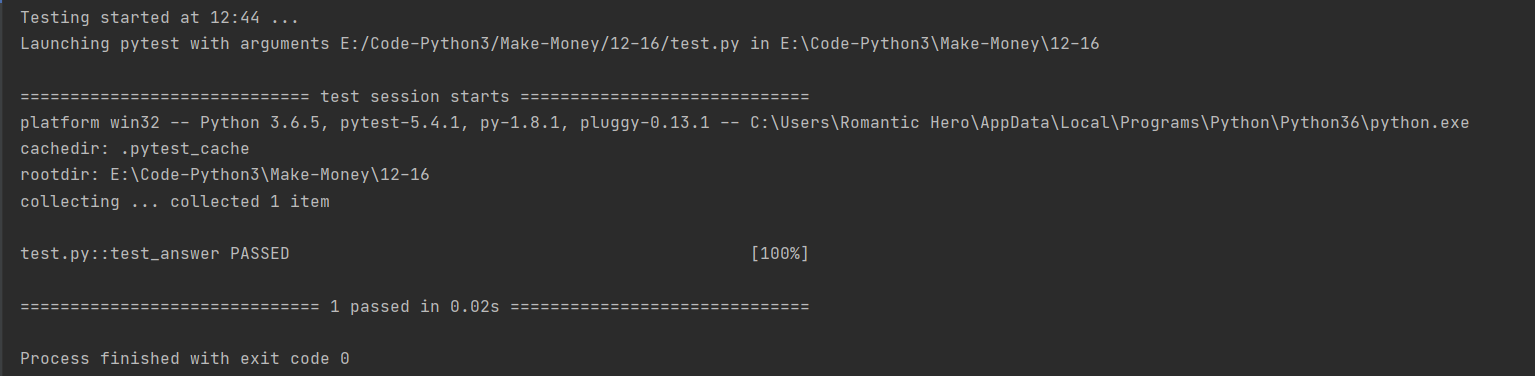 Testing started at 12:44 ...
Launching pytest with arguments E:/Code-Python3/Make-Money/12-16/test.py in E:\Code-Python3\Make-Money\12-16
============================= test session starts =============================
platform win32 -- Python 3.6.5, pytest-5.4.1, py-1.8.1, pluggy-0.13.1 -- C:\Users\Romantic Hero\AppData\Local\Programs\Python\Python36\python.exe
cachedir: .pytest_cache
rootdir: E:\Code-Python3\Make-Money\12-16
collecting ... collected 1 item
test.py::test_answer PASSED                                              [100%]
============================== 1 passed in 0.02s ==============================
Process finished with exit code 0